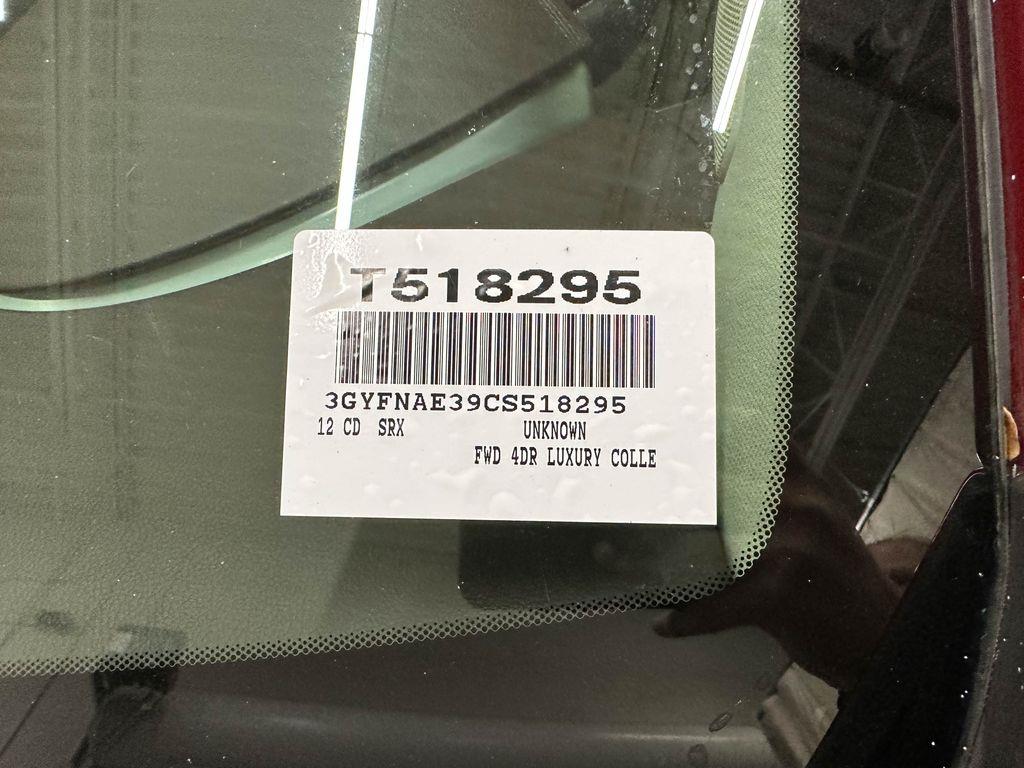 T518295
3GYFNAE39CS518295
12 CD SRX UNKNOWN
FWD 4DR LUXURY COLLE